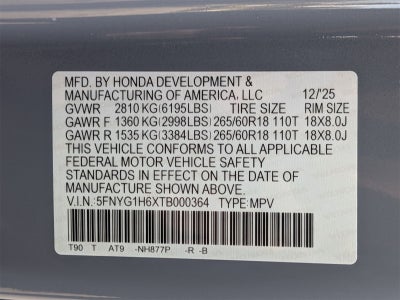 MFD. BY HONDA DEVELOPMENT &
MANUFACTURING OF AMERICA, LLC 12/'25
GVWR 2810 KG(6195LBS) TIRE SIZE RIM SIZE
GAWR F 1360 KG(2998LBS) 265/60R18 110T 18X8.0J
GAWR R 1535 KG(3384LBS) 265/60R18 110T 18X8.0J
THIS VEHICLE CONFORMS TO ALL APPLICABLE
FEDERAL MOTOR VEHICLE SAFETY
STANDARDS IN EFFECT ON THE DATE OF
MANUFACTURE SHOWN ABOVE.
V.I.N.: 5FNYG1H6XTB000364 TYPE: MPV
T90 T AT9 -NH877P -R -B